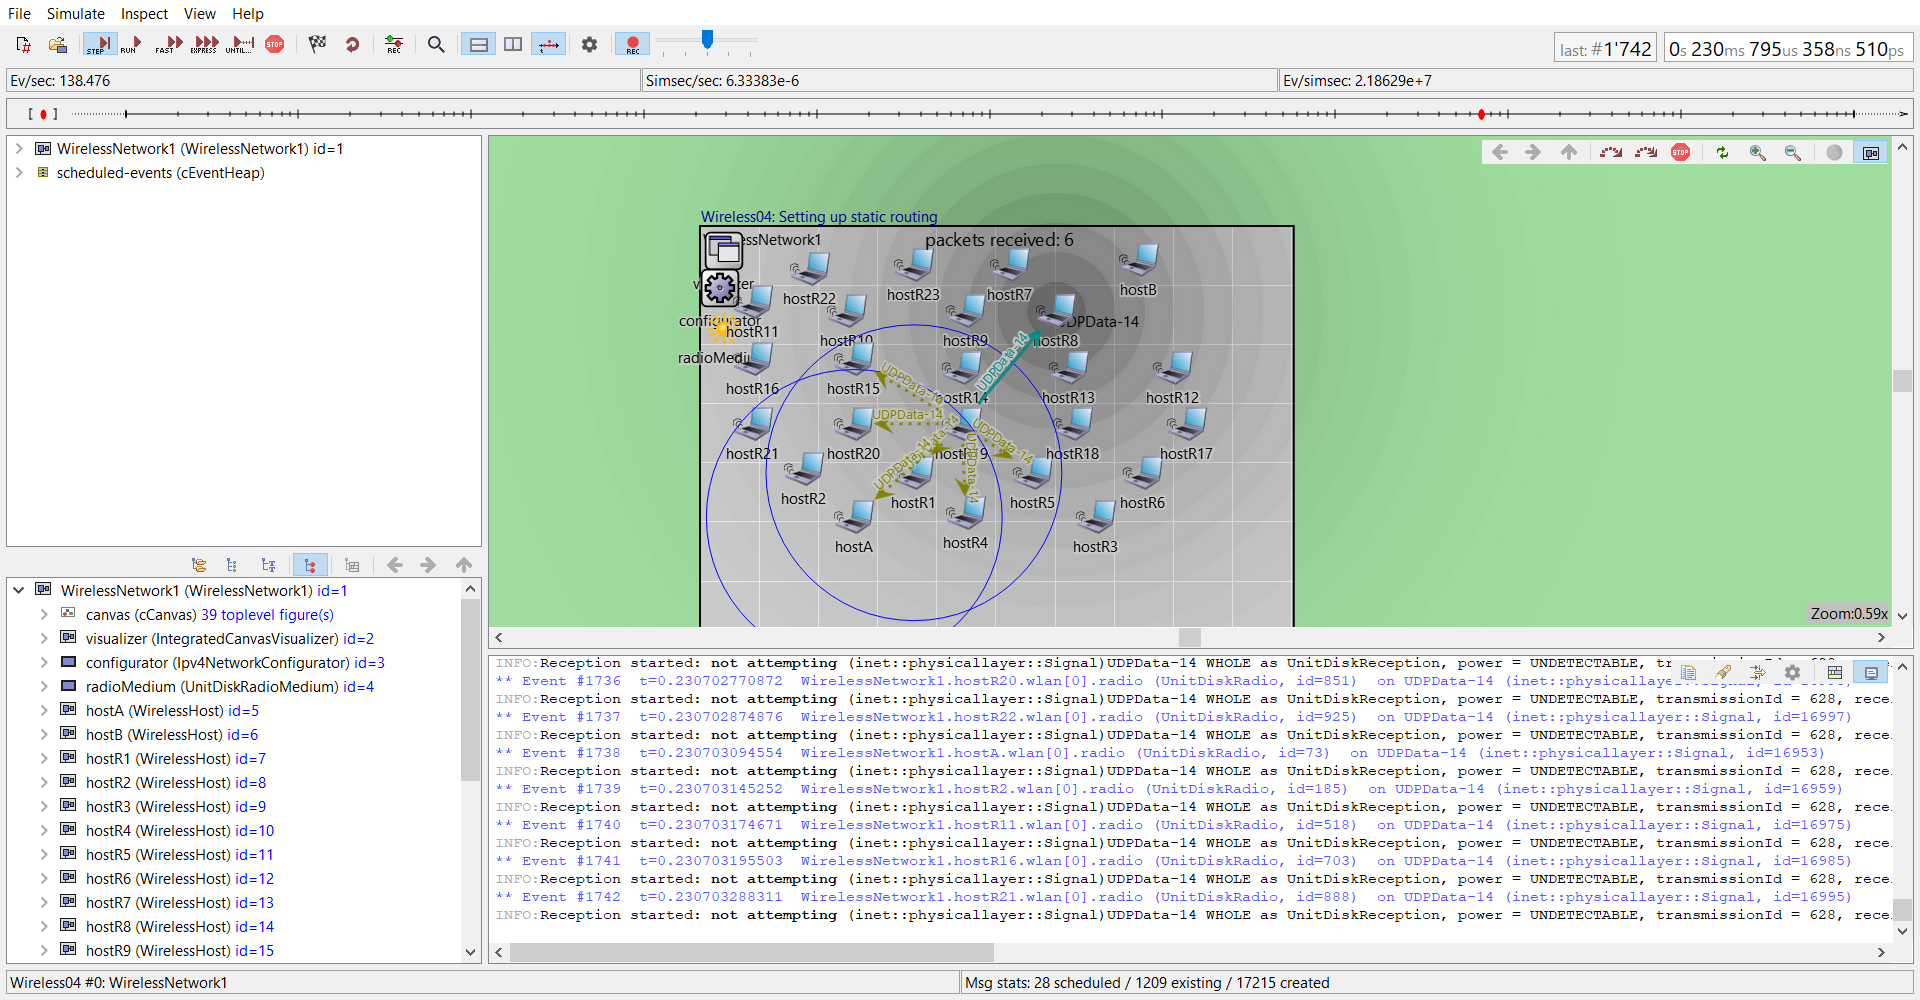 File Simulate Inspect View Help
STEP RUN FAST EXPRESS UNTIL... STOP REC REC
last: #1'742 0s 230ms 795us 358ns 510ps
Ev/sec: 138.476 Simsec/sec: 6.33383e-6 Ev/simsec: 2.18629e+7
WirelessNetwork1 (WirelessNetwork1) id=1
scheduled-events (cEventHeap)
STOP
Wireless04: Setting up static routing
packets received: 6
hostR22
hostR23
hostR7
hostB
configurator
hostR11
hostR10
hostR9
hostR8
UDPData-14
hostR16
hostR15
hostR14
hostR13
hostR12
UDPData-14
UDPData-14
UDPData-14
UDPData-14
UDPData-14
UDPData-14
hostR21
hostR20
hostR19
hostR18
hostR17
hostR2
hostR1
hostR5
hostR6
hostA
hostR4
hostR3
Zoom:0.59x
WirelessNetwork1 (WirelessNetwork1) id=1
canvas (cCanvas) 39 toplevel figure(s)
visualizer (IntegratedCanvasVisualizer) id=2
configurator (Ipv4NetworkConfigurator) id=3
radioMedium (UnitDiskRadioMedium) id=4
hostA (WirelessHost) id=5
hostB (WirelessHost) id=6
hostR1 (WirelessHost) id=7
hostR2 (WirelessHost) id=8
hostR3 (WirelessHost) id=9
hostR4 (WirelessHost) id=10
hostR5 (WirelessHost) id=11
hostR6 (WirelessHost) id=12
hostR7 (WirelessHost) id=13
hostR8 (WirelessHost) id=14
hostR9 (WirelessHost) id=15
INFO:Reception started: not attempting (inet::physicallayer::Signal)UDPData-14 WHOLE as UnitDiskReception, power = UNDETECTABLE,
** Event #1736 t=0.230702770872 WirelessNetwork1.hostR20.wlan[0].radio (UnitDiskRadio, id=851) on UDPData-14 (inet::physicallayer::Signal,
INFO:Reception started: not attempting (inet::physicallayer::Signal)UDPData-14 WHOLE as UnitDiskReception, power = UNDETECTABLE, transmissionId = 628, rece
** Event #1737 t=0.230702874876 WirelessNetwork1.hostR22.wlan[0].radio (UnitDiskRadio, id=925) on UDPData-14 (inet::physicallayer::Signal, id=16997)
INFO:Reception started: not attempting (inet::physicallayer::Signal)UDPData-14 WHOLE as UnitDiskReception, power = UNDETECTABLE, transmissionId = 628, rece
** Event #1738 t=0.230703094554 WirelessNetwork1.hostA.wlan[0].radio (UnitDiskRadio, id=73) on UDPData-14 (inet::physicallayer::Signal, id=16953)
INFO:Reception started: not attempting (inet::physicallayer::Signal)UDPData-14 WHOLE as UnitDiskReception, power = UNDETECTABLE, transmissionId = 628, rece
** Event #1739 t=0.230703145252 WirelessNetwork1.hostR2.wlan[0].radio (UnitDiskRadio, id=185) on UDPData-14 (inet::physicallayer::Signal, id=16959)
INFO:Reception started: not attempting (inet::physicallayer::Signal)UDPData-14 WHOLE as UnitDiskReception, power = UNDETECTABLE, transmissionId = 628, rece
** Event #1740 t=0.230703174671 WirelessNetwork1.hostR11.wlan[0].radio (UnitDiskRadio, id=518) on UDPData-14 (inet::physicallayer::Signal, id=16975)
INFO:Reception started: not attempting (inet::physicallayer::Signal)UDPData-14 WHOLE as UnitDiskReception, power = UNDETECTABLE, transmissionId = 628, rece
** Event #1741 t=0.230703195503 WirelessNetwork1.hostR16.wlan[0].radio (UnitDiskRadio, id=703) on UDPData-14 (inet::physicallayer::Signal, id=16985)
INFO:Reception started: not attempting (inet::physicallayer::Signal)UDPData-14 WHOLE as UnitDiskReception, power = UNDETECTABLE, transmissionId = 628, rece
** Event #1742 t=0.230703288311 WirelessNetwork1.hostR21.wlan[0].radio (UnitDiskRadio, id=888) on UDPData-14 (inet::physicallayer::Signal, id=16995)
INFO:Reception started: not attempting (inet::physicallayer::Signal)UDPData-14 WHOLE as UnitDiskReception, power = UNDETECTABLE, transmissionId = 628, rece
Wireless04 #0: WirelessNetwork1 Msg stats: 28 scheduled / 1209 existing / 17215 created